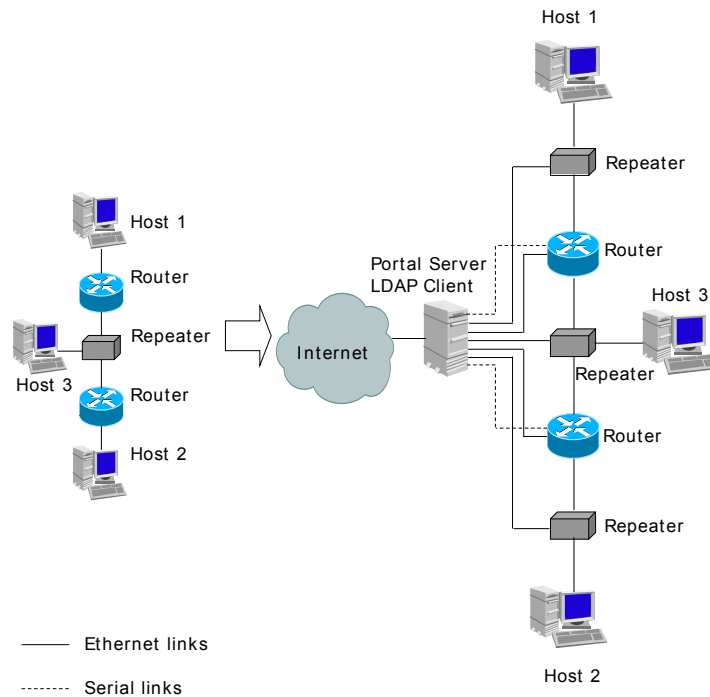 Host 1
Repeater
Host 1
Router
Portal Server
LDAP Client
Router
Host 3
Repeater
Host 3
Internet
Repeater
Router
Router
Host 2
Repeater
Ethernet links
Host 2
Serial links